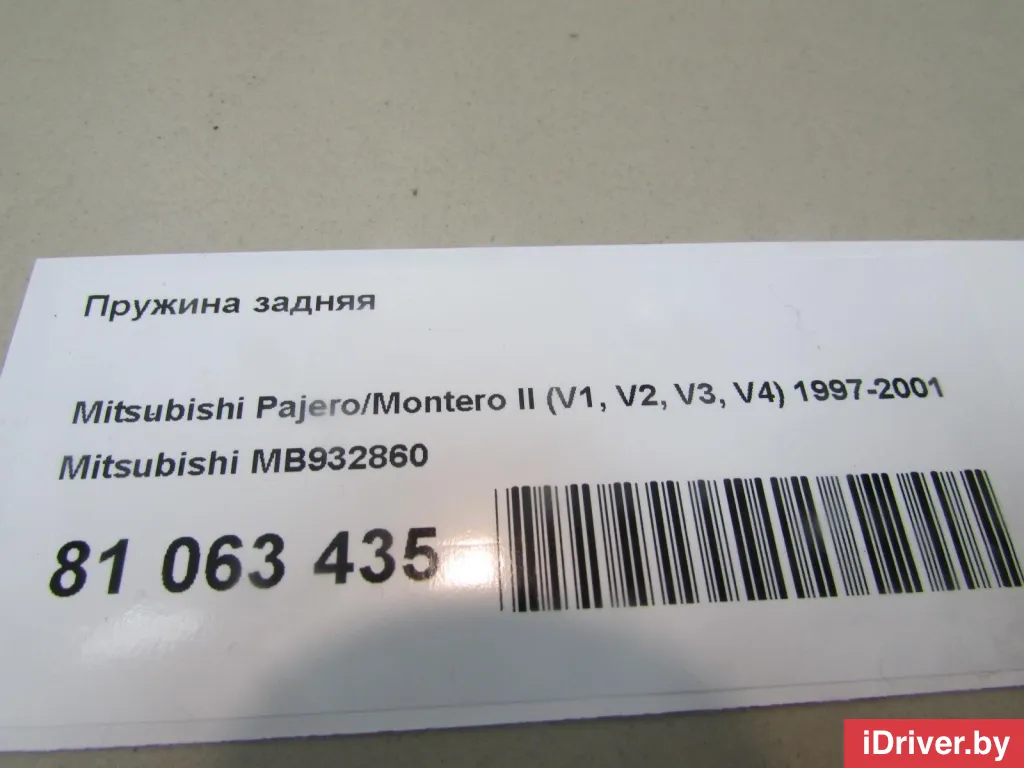 Пружина задняя
Mitsubishi Pajero/Montero II (V1, V2, V3, V4) 1997-2001
Mitsubishi MB932860
81 063 435
iDriver.by